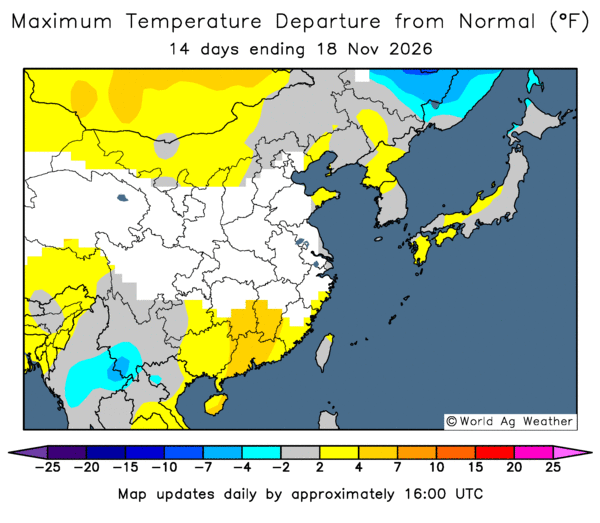 Maximum Temperature Departure from Normal (°F)
14 days ending 18 Nov 2026
© World Ag Weather
−25 −20 −15 −10 −7 −4 −2 2 4 7 10 15 20 25
Map updates daily by approximately 16:00 UTC